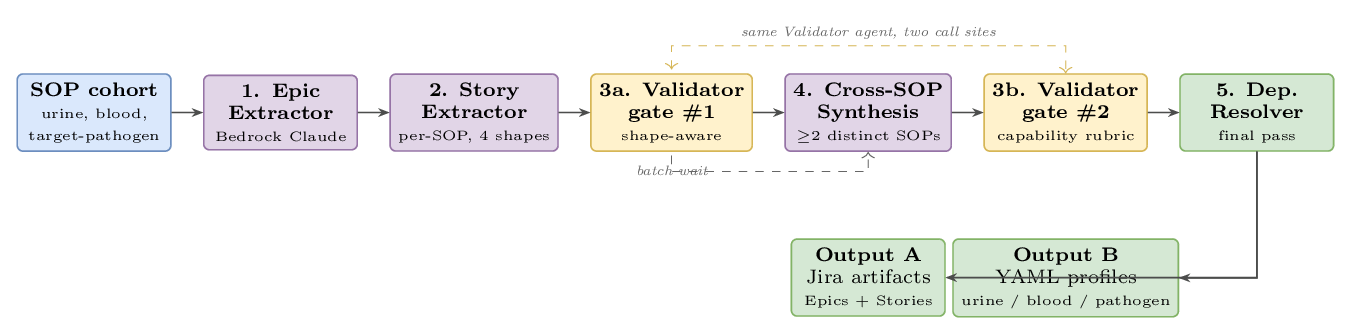 same Validator agent, two call sites
SOP cohort
urine, blood,
target-pathogen
1. Epic
Extractor
Bedrock Claude
2. Story
Extractor
per-SOP, 4 shapes
3a. Validator
gate #1
shape-aware
4. Cross-SOP
Synthesis
≥2 distinct SOPs
3b. Validator
gate #2
capability rubric
5. Dep.
Resolver
final pass
batch wait
Output A
Jira artifacts
Epics + Stories
Output B
YAML profiles
urine / blood / pathogen